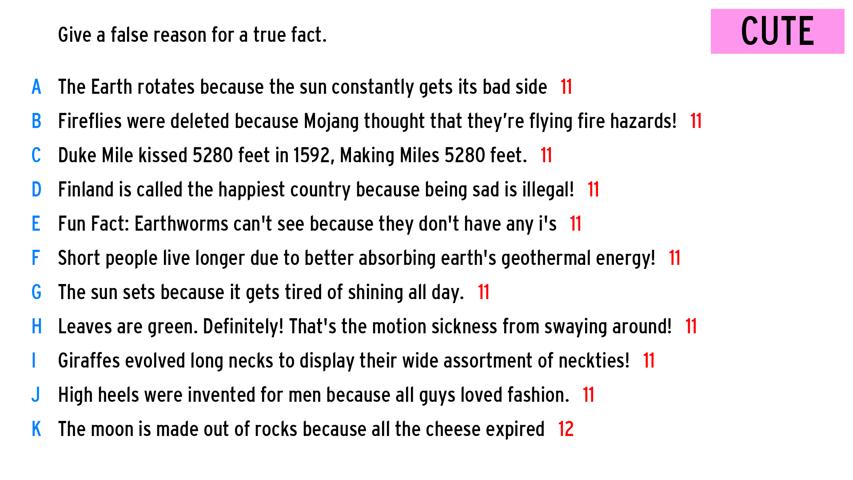 Give a false reason for a true fact.
CUTE
A The Earth rotates because the sun constantly gets its bad side 11
B Fireflies were deleted because Mojang thought that they’re flying fire hazards! 11
C Duke Mile kissed 5280 feet in 1592, Making Miles 5280 feet. 11
D Finland is called the happiest country because being sad is illegal! 11
E Fun Fact: Earthworms can't see because they don't have any i's 11
F Short people live longer due to better absorbing earth's geothermal energy! 11
G The sun sets because it gets tired of shining all day. 11
H Leaves are green. Definitely! That's the motion sickness from swaying around! 11
I Giraffes evolved long necks to display their wide assortment of neckties! 11
J High heels were invented for men because all guys loved fashion. 11
K The moon is made out of rocks because all the cheese expired 12